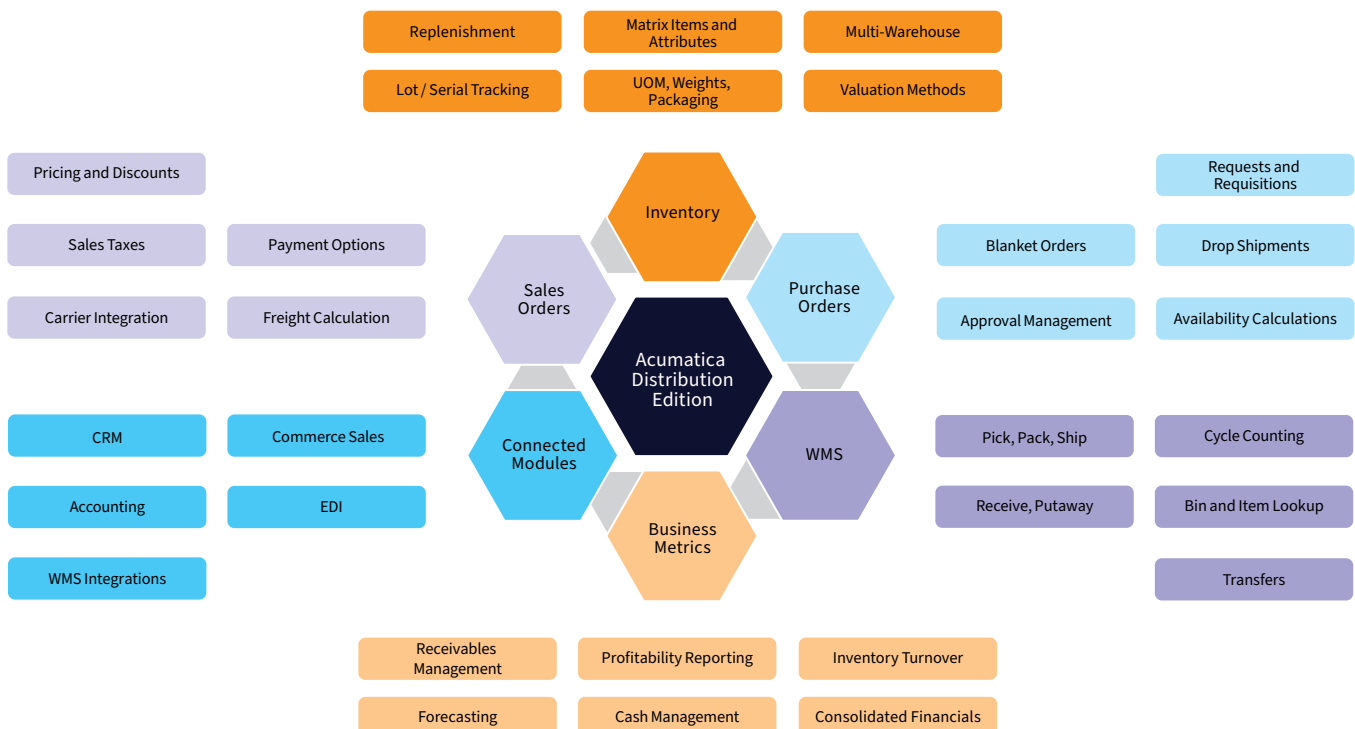 Replenishment
Matrix Items and
Attributes
Multi-Warehouse
Lot / Serial Tracking
UOM, Weights,
Packaging
Valuation Methods
Pricing and Discounts
Sales Taxes
Payment Options
Carrier Integration
Freight Calculation
Inventory
Sales
Orders
Purchase
Orders
Acumatica
Distribution
Edition
Connected
Modules
WMS
Business
Metrics
Requests and
Requisitions
Blanket Orders
Drop Shipments
Approval Management
Availability Calculations
CRM
Commerce Sales
Accounting
EDI
WMS Integrations
Pick, Pack, Ship
Cycle Counting
Receive, Putaway
Bin and Item Lookup
Transfers
Receivables
Management
Profitability Reporting
Inventory Turnover
Forecasting
Cash Management
Consolidated Financials